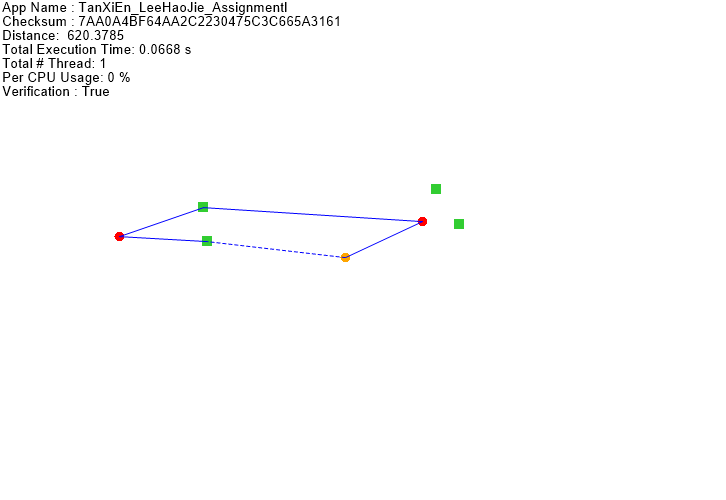 App Name : TanXiEn_LeeHaoJie_AssignmentI
Checksum : 7AA0A4BF64AA2C2230475C3C665A3161
Distance:  620.3785
Total Execution Time: 0.0668 s
Total # Thread: 1
Per CPU Usage: 0 %
Verification : True